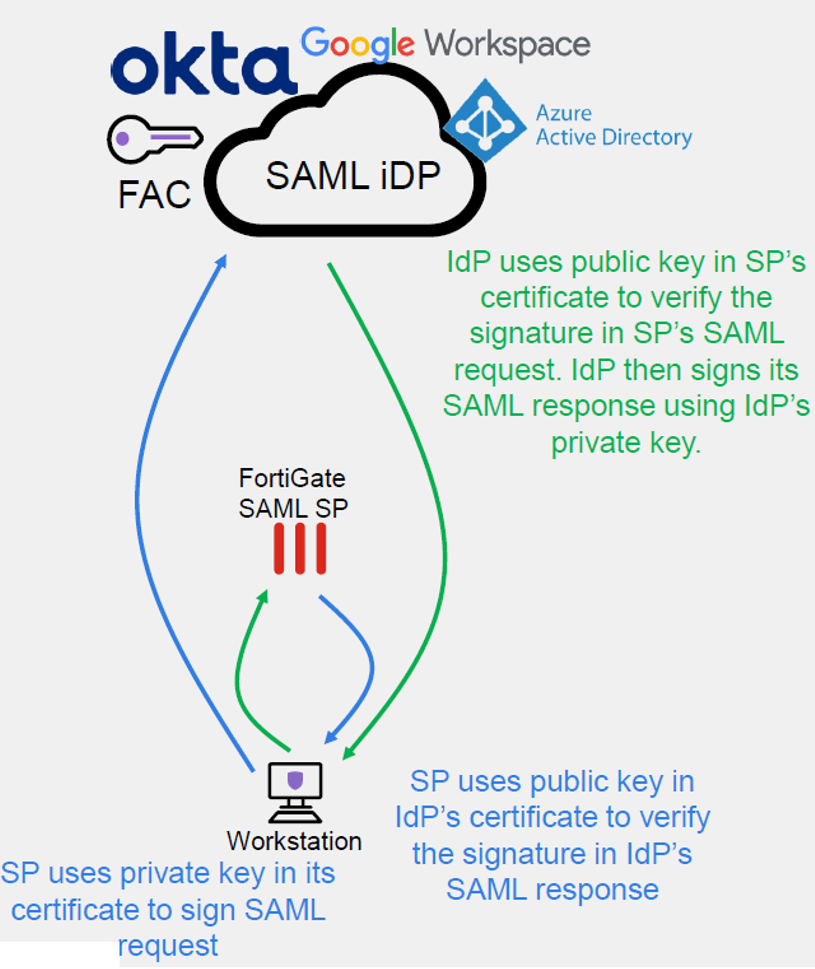 okta
Google Workspace
Azure
Active Directory
FAC
SAML iDP
IdP uses public key in SP's
certificate to verify the
signature in SP's SAML
request. IdP then signs its
SAML response using IdP's
private key.
FortiGate
SAML SP
Workstation
SP uses public key in
IdP's certificate to verify
the signature in IdP's
SAML response
SP uses private key in its
certificate to sign SAML
request